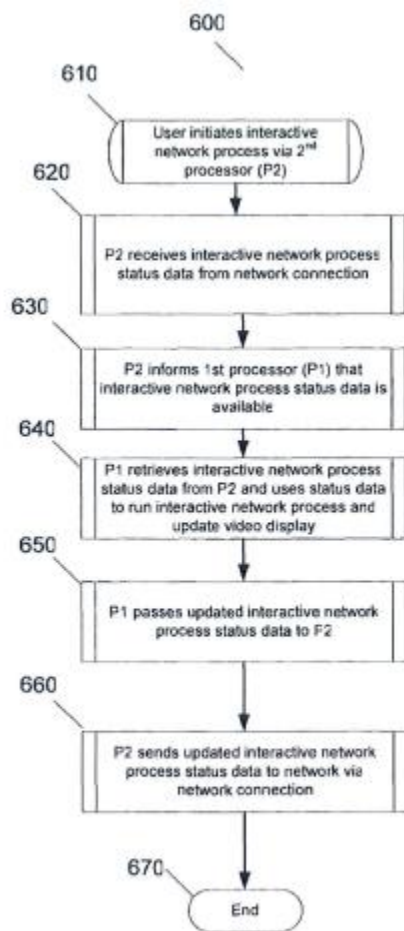 600
610
User initiates interactive
network process via 2nd
processor (P2)
620
P2 receives interactive network process
status data from network connection
630
P2 informs 1st processor (P1) that
interactive network process status data is
available
640
P1 retrieves interactive network process
status data from P2 and uses status data
to run interactive network process and
update video display
650
P1 passes updated interactive network
process status data to F2
660
P2 sends updated interactive network
process status data to network via
network connection
670
End